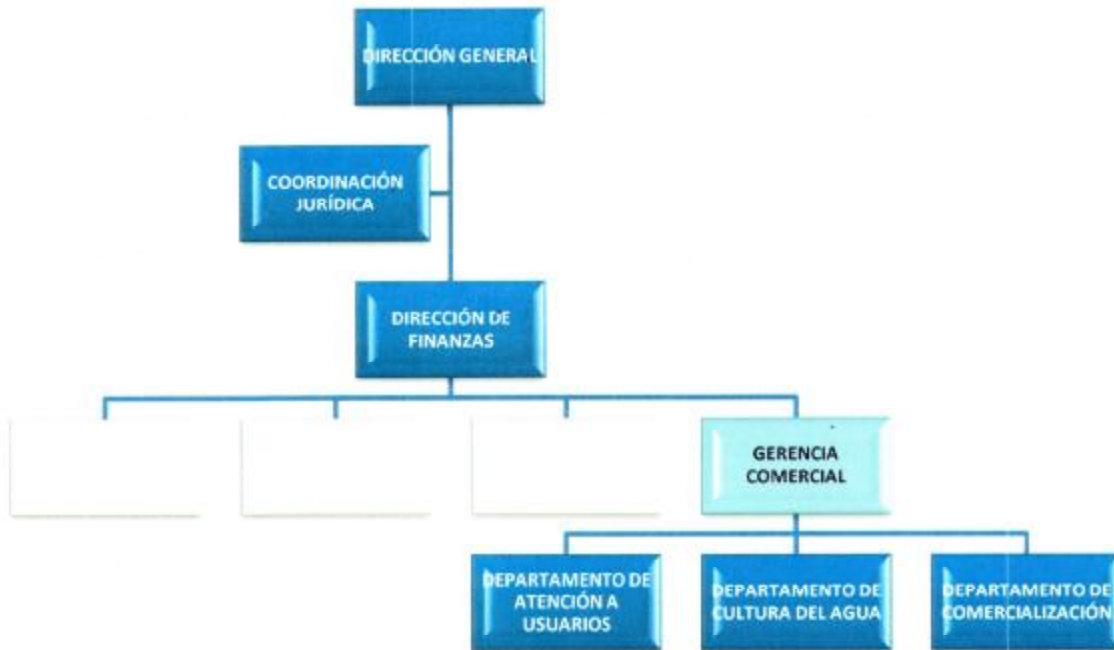 DIRECCIÓN GENERAL
COORDINACIÓN
JURÍDICA
DIRECCIÓN DE
FINANZAS
GERENCIA
COMERCIAL
DEPARTAMENTO DE
ATENCIÓN A
USUARIOS
DEPARTAMENTO DE
CULTURA DEL AGUA
DEPARTAMENTO DE
COMERCIALIZACIÓN